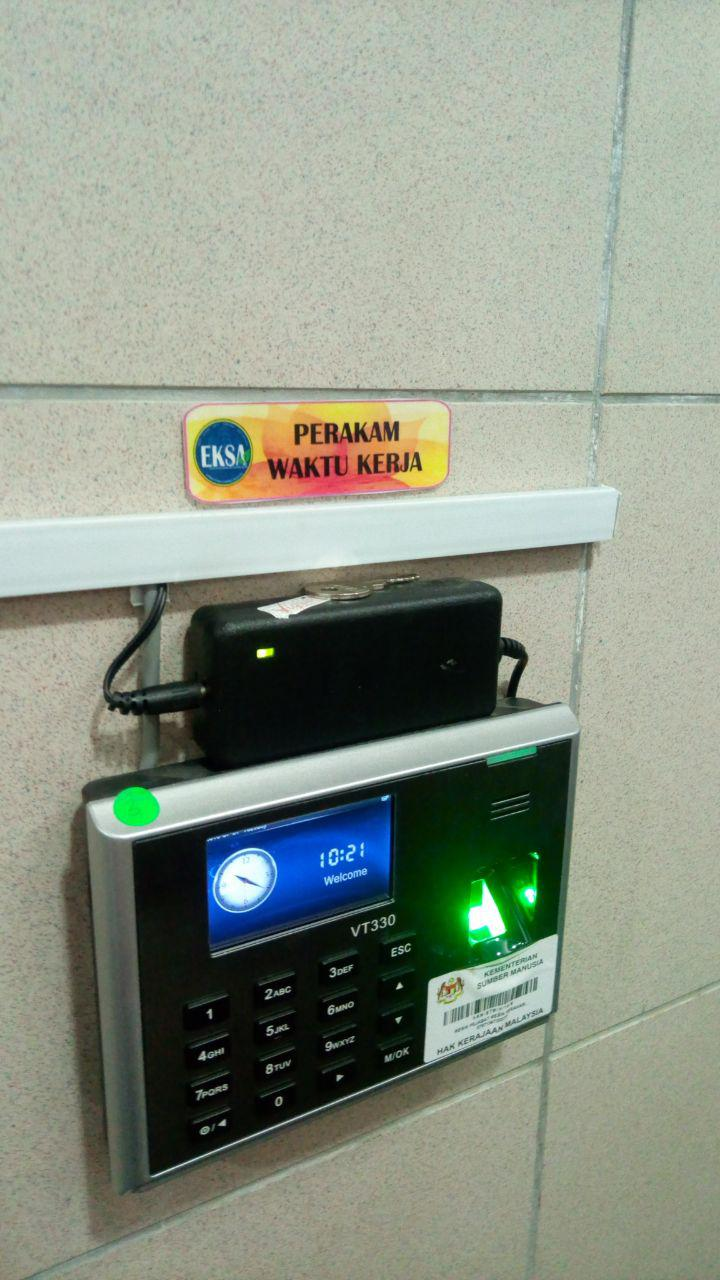 EKSA
PERAKAM
WAKTU KERJA
10:21
Welcome
VT330
1
2ABC
3DEF
ESC
4GHI
5JKL
6MNO
7PQRS
8TUV
9WXYZ
0
M/OK
KEMENTERIAN
SUMBER MANUSIA
HAK KERAJAAN MALAYSIA